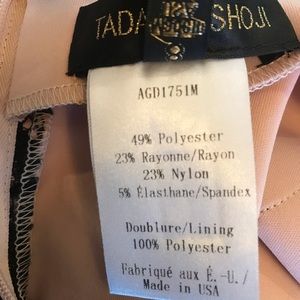 TADA SHOJI
AGD1751M
49% Polyester
23% Rayonne/Rayon
23% Nylon
5% Élasthane/Spandex
Doublure/Lining
100% Polyester
Fabriqué aux É.-U./
Made in USA